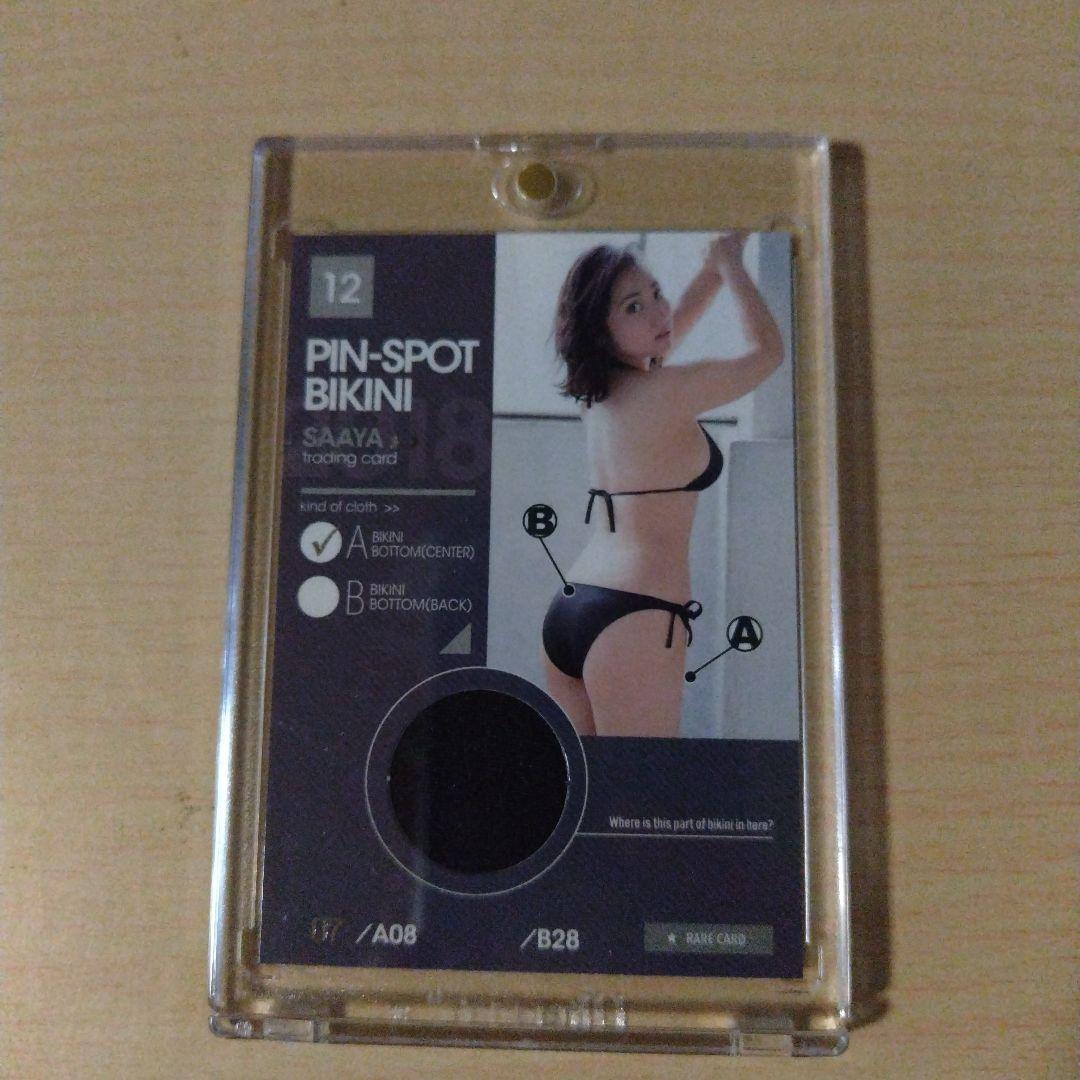 12
PIN-SPOT
BIKINI
SAAYA
trading card
kind of cloth >>
A BIKINI
BOTTOM(CENTER)
B BIKINI
BOTTOM(BACK)
B
A
Where is this part of bikini in here?
07 /A08
/B28
★ RARE CARD